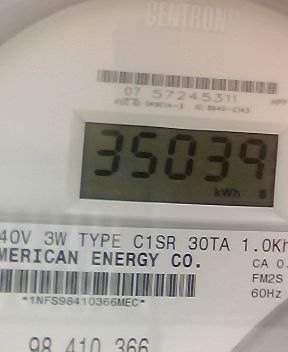 CENTRON
07 57245311 HPP
35039
kWh
40V 3W TYPE C1SR 30TA 1.0Kh
MERICAN ENERGY CO. CA 0.
FM2S
60Hz
*1NFS98410366MEC*
98 410 366